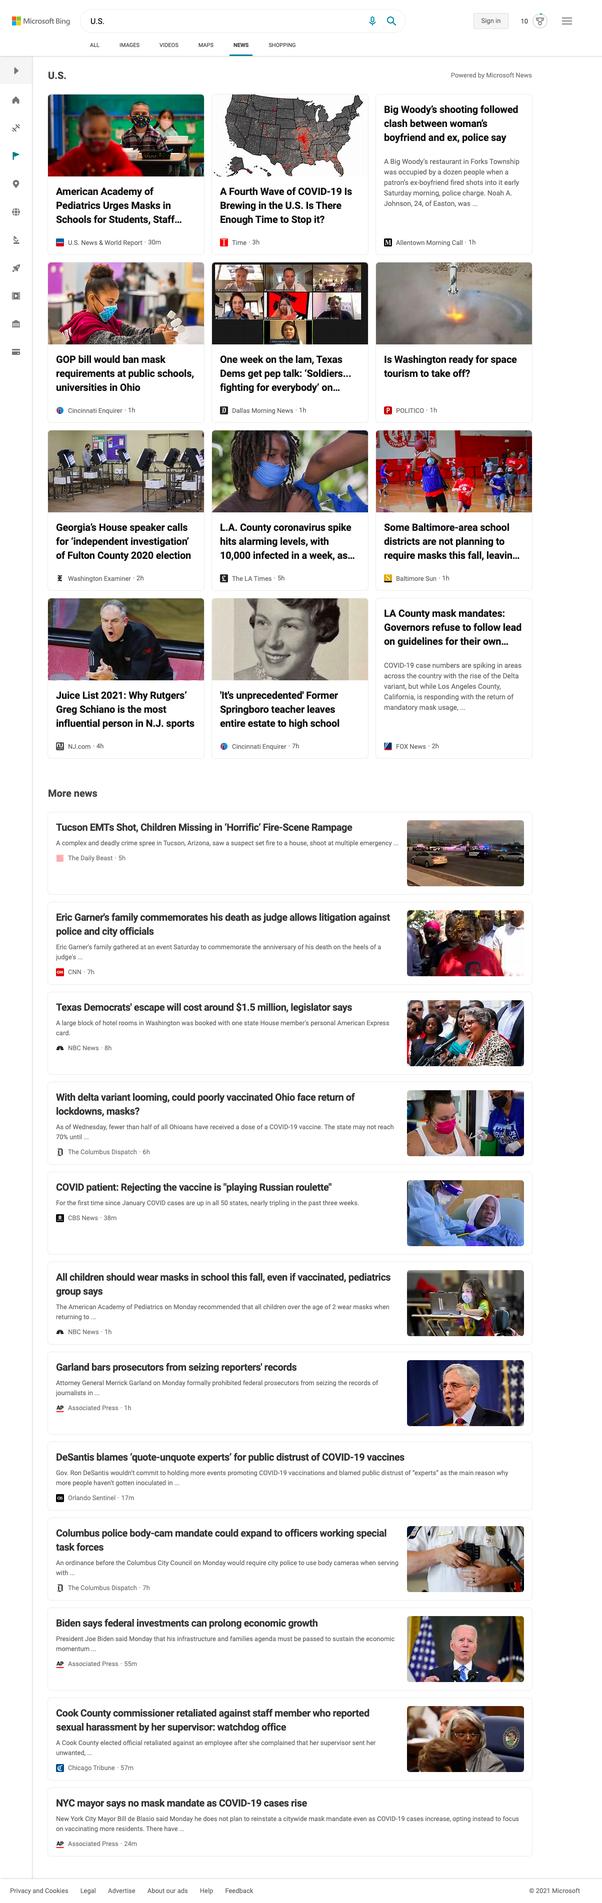 Microsoft Bing
U.S.
Sign in
10
ALL IMAGES VIDEOS MAPS NEWS SHOPPING
U.S.
Powered by Microsoft News
American Academy of
Pediatrics Urges Masks in
Schools for Students, Staff...
U.S. News & World Report · 30m
A Fourth Wave of COVID-19 Is
Brewing in the U.S. Is There
Enough Time to Stop it?
Time · 3h
Big Woody's shooting followed
clash between woman's
boyfriend and ex, police say
A Big Woody's restaurant in Forks Township
was occupied by a dozen people when a
patron's ex-boyfriend fired shots into it early
Saturday morning, police charge. Noah A.
Johnson, 24, of Easton, was ...
Allentown Morning Call · 1h
GOP bill would ban mask
requirements at public schools,
universities in Ohio
Cincinnati Enquirer · 1h
One week on the lam, Texas
Dems get pep talk: 'Soldiers...
fighting for everybody' on...
Dallas Morning News · 1h
Is Washington ready for space
tourism to take off?
POLITICO · 1h
Georgia's House speaker calls
for 'independent investigation'
of Fulton County 2020 election
Washington Examiner · 2h
L.A. County coronavirus spike
hits alarming levels, with
10,000 infected in a week, as...
The LA Times · 5h
Some Baltimore-area school
districts are not planning to
require masks this fall, leavin...
Baltimore Sun · 1h
Juice List 2021: Why Rutgers'
Greg Schiano is the most
influential person in N.J. sports
NJ.com · 4h
'It's unprecedented' Former
Springboro teacher leaves
entire estate to high school
Cincinnati Enquirer · 7h
LA County mask mandates:
Governors refuse to follow lead
on guidelines for their own...
COVID-19 case numbers are spiking in areas
across the country with the rise of the Delta
variant, but while Los Angeles County,
California, is responding with the return of
mandatory mask usage, ...
FOX News · 2h
More news
Tucson EMTs Shot, Children Missing in 'Horrific' Fire-Scene Rampage
A complex and deadly crime spree in Tucson, Arizona, saw a suspect set fire to a house, shoot at multiple emergency ...
The Daily Beast · 5h
Eric Garner's family commemorates his death as judge allows litigation against
police and city officials
Eric Garner's family gathered at an event Saturday to commemorate the anniversary of his death on the heels of a
judge's ...
CNN · 7h
Texas Democrats' escape will cost around $1.5 million, legislator says
A large block of hotel rooms in Washington was booked with one state House member's personal American Express
card.
NBC News · 8h
With delta variant looming, could poorly vaccinated Ohio face return of
lockdowns, masks?
As of Wednesday, fewer than half of all Ohioans have received a dose of a COVID-19 vaccine. The state may not reach
70% until ...
The Columbus Dispatch · 6h
COVID patient: Rejecting the vaccine is "playing Russian roulette"
For the first time since January COVID cases are up in all 50 states, nearly tripling in the past three weeks.
CBS News · 38m
All children should wear masks in school this fall, even if vaccinated, pediatrics
group says
The American Academy of Pediatrics on Monday recommended that all children over the age of 2 wear masks when
returning to ...
NBC News · 1h
Garland bars prosecutors from seizing reporters' records
Attorney General Merrick Garland on Monday formally prohibited federal prosecutors from seizing the records of
journalists in ...
AP Associated Press · 1h
DeSantis blames 'quote-unquote experts' for public distrust of COVID-19 vaccines
Gov. Ron DeSantis wouldn't commit to holding more events promoting COVID-19 vaccinations and blamed public distrust of "experts" as the main reason why
more people haven't gotten inoculated in ...
OS Orlando Sentinel · 17m
Columbus police body-cam mandate could expand to officers working special
task forces
An ordinance before the Columbus City Council on Monday would require city police to use body cameras when serving
with ...
The Columbus Dispatch · 7h
Biden says federal investments can prolong economic growth
President Joe Biden said Monday that his infrastructure and families agenda must be passed to sustain the economic
momentum ...
AP Associated Press · 55m
Cook County commissioner retaliated against staff member who reported
sexual harassment by her supervisor: watchdog office
A Cook County elected official retaliated against an employee after she complained that her supervisor sent her
unwanted, ...
Chicago Tribune · 57m
NYC mayor says no mask mandate as COVID-19 cases rise
New York City Mayor Bill de Blasio said Monday he does not plan to reinstate a citywide mask mandate even as COVID-19 cases increase, opting instead to focus
on vaccinating more residents. There have ...
AP Associated Press · 24m
Privacy and Cookies Legal Advertise About our ads Help Feedback © 2021 Microsoft